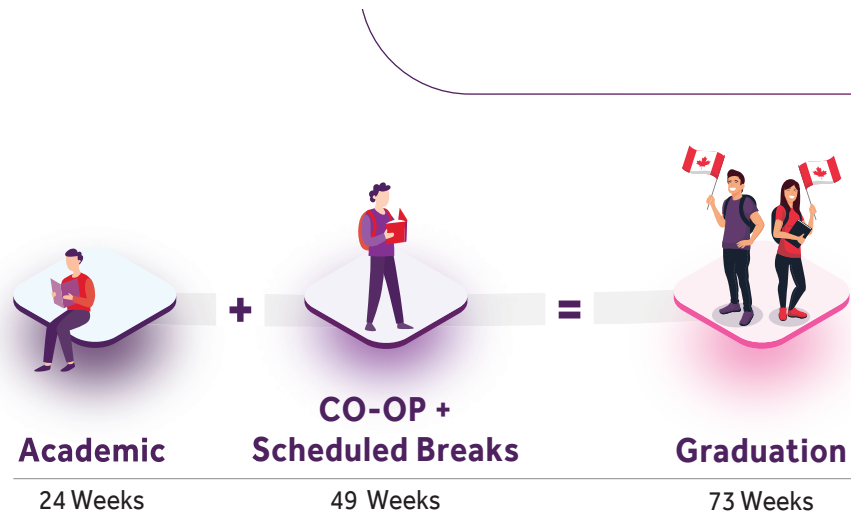 +
=
Academic
CO-OP +
Scheduled Breaks
Graduation
24 Weeks
49 Weeks
73 Weeks